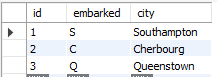 id embarked city
1 S Southampton
2 C Cherbourg
3 Q Queenstown